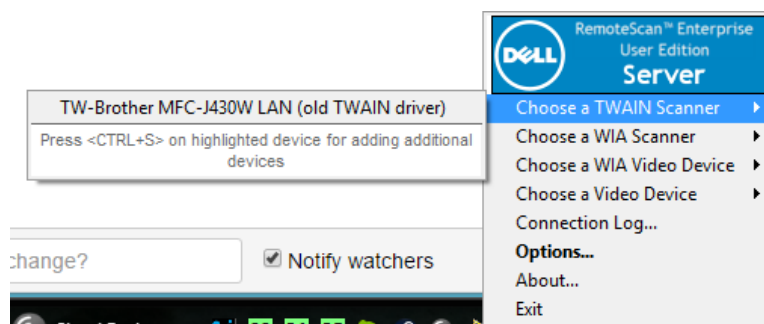 RemoteScan™ Enterprise
User Edition
Server
DELL
TW-Brother MFC-J430W LAN (old TWAIN driver)
Press <CTRL+S> on highlighted device for adding additional
devices
Choose a TWAIN Scanner
Choose a WIA Scanner
Choose a WIA Video Device
Choose a Video Device
Connection Log...
Options...
About...
Exit
change?
Notify watchers